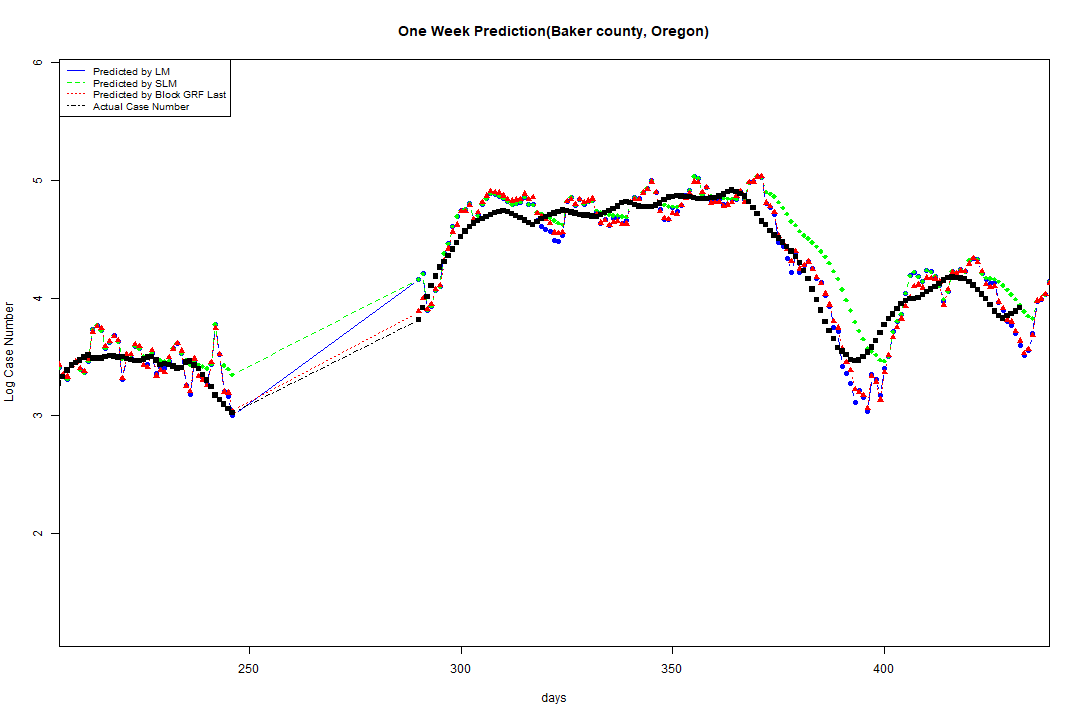 One Week Prediction(Baker county, Oregon)
Predicted by LM
Predicted by SLM
Predicted by Block GRF Last
Actual Case Number
6
5
4
3
2
Log Case Number
250 300 350 400
days